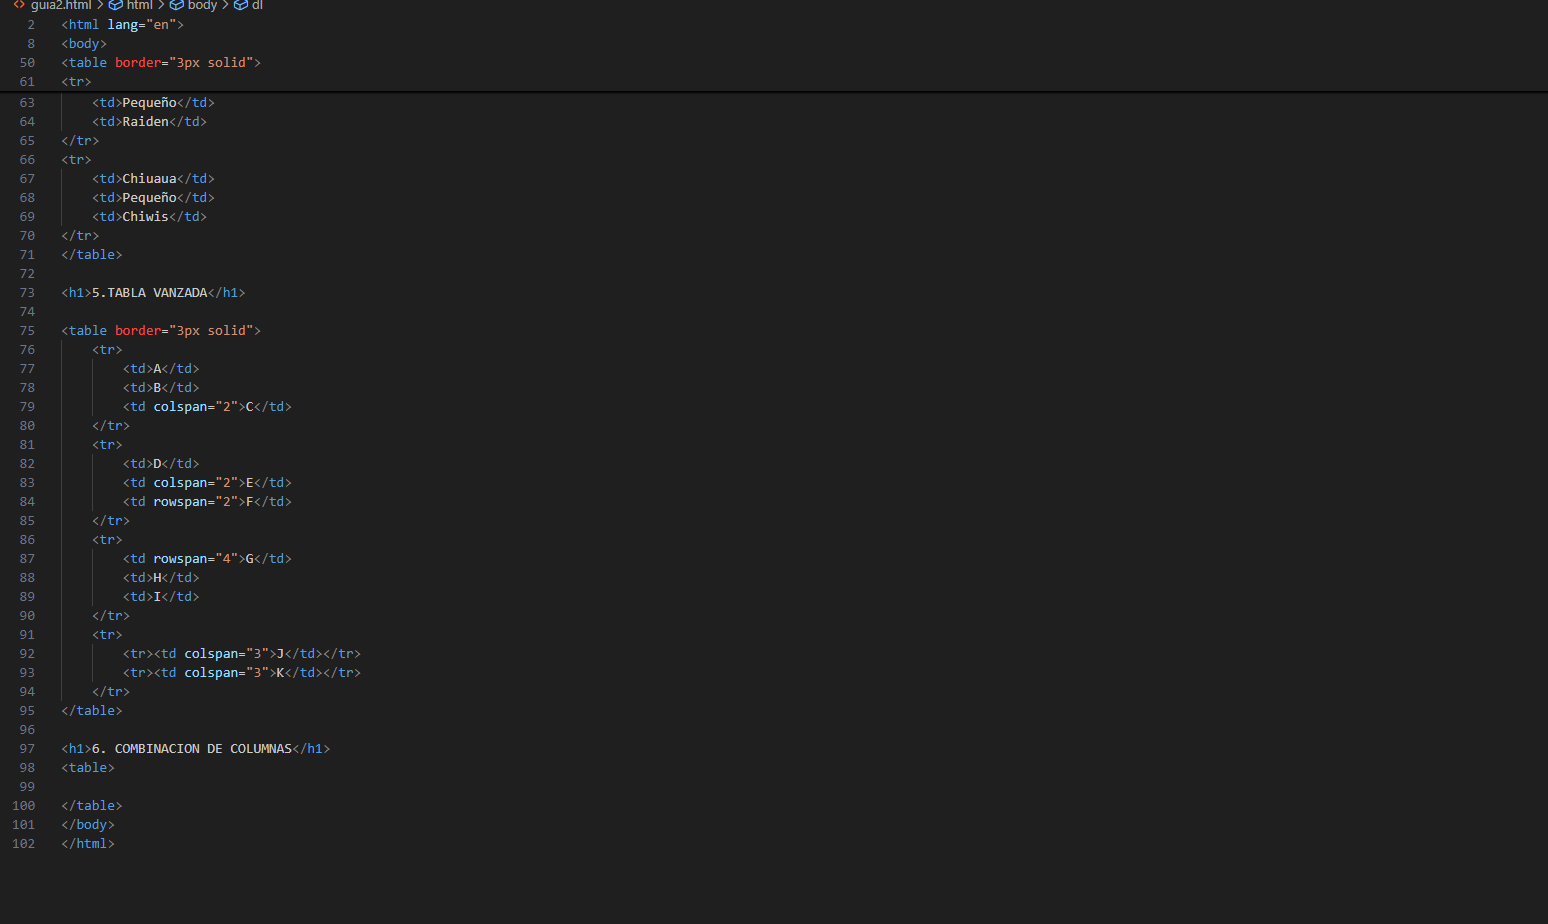 guia2.html > html > body > dl
2 <html lang="en">
8 <body>
50 <table border="3px solid">
61 <tr>
63 <td>Pequeño</td>
64 <td>Raiden</td>
65 </tr>
66 <tr>
67 <td>Chiuaua</td>
68 <td>Pequeño</td>
69 <td>Chiwis</td>
70 </tr>
71 </table>
72
73 <h1>5.TABLA VANZADA</h1>
74
75 <table border="3px solid">
76 <tr>
77 <td>A</td>
78 <td>B</td>
79 <td colspan="2">C</td>
80 </tr>
81 <tr>
82 <td>D</td>
83 <td colspan="2">E</td>
84 <td rowspan="2">F</td>
85 </tr>
86 <tr>
87 <td rowspan="4">G</td>
88 <td>H</td>
89 <td>I</td>
90 </tr>
91 <tr>
92 <tr><td colspan="3">J</td></tr>
93 <tr><td colspan="3">K</td></tr>
94 </tr>
95 </table>
96
97 <h1>6. COMBINACION DE COLUMNAS</h1>
98 <table>
99
100 </table>
101 </body>
102 </html>